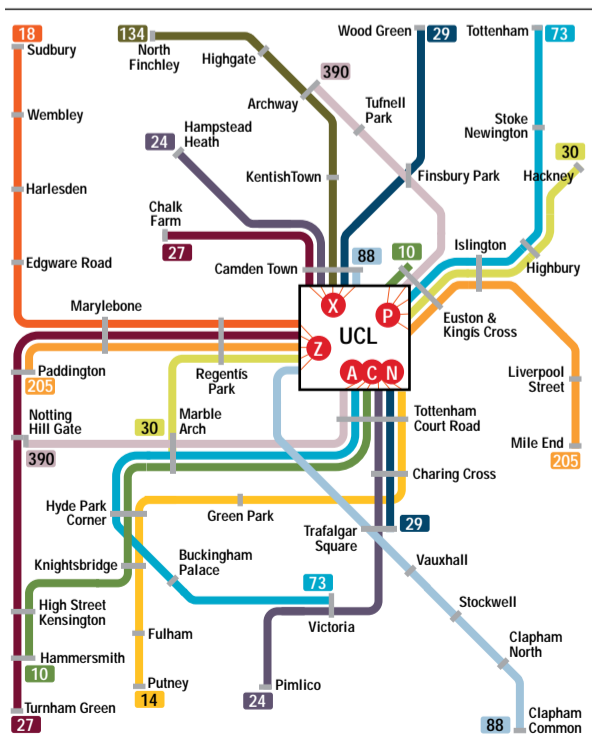 18
Sudbury
134
North
Finchley
Highgate
Wood Green
29
Tottenham
73
390
Archway
Tufnell
Park
Wembley
Stoke
Newington
24
Hampstead
Heath
30
Hackney
KentishTown
Finsbury Park
Harlesden
Chalk
Farm
27
Islington
Highbury
Edgware Road
Camden Town
88
10
X
P
Euston &
Kingís Cross
Marylebone
UCL
Z
A
C
N
Paddington
205
Regentís
Park
Liverpool
Street
Notting
Hill Gate
390
30
Marble
Arch
Tottenham
Court Road
Mile End
205
Charing Cross
Hyde Park
Corner
Green Park
Trafalgar
Square
29
Knightsbridge
Buckingham
Palace
73
Vauxhall
High Street
Kensington
Stockwell
Victoria
Fulham
Clapham
North
Hammersmith
10
Putney
14
Pimlico
24
Turnham Green
27
88
Clapham
Common